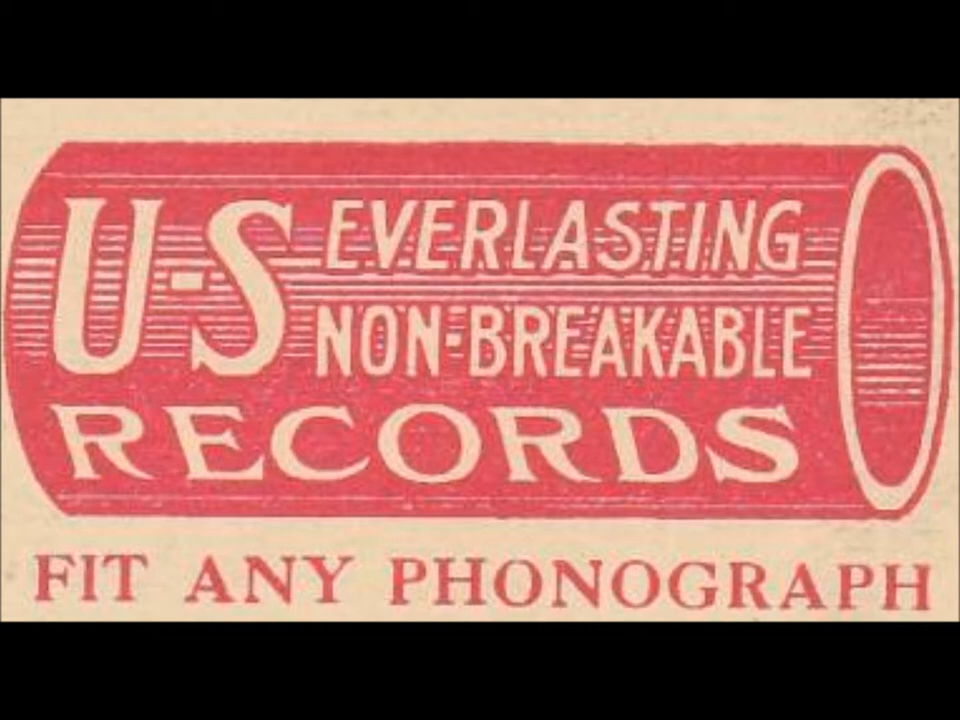 U-S EVERLASTING
NON-BREAKABLE
RECORDS
FIT ANY PHONOGRAPH